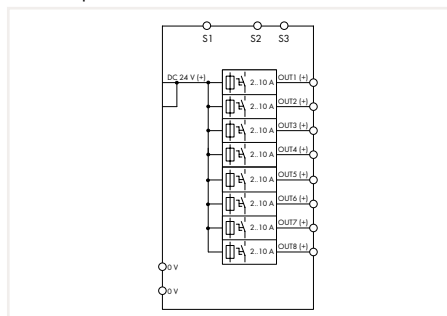 S1 S2 S3
DC 24 V (+) 2..10 A OUT1 (+)
2..10 A OUT2 (+)
2..10 A OUT3 (+)
2..10 A OUT4 (+)
2..10 A OUT5 (+)
2..10 A OUT6 (+)
2..10 A OUT7 (+)
2..10 A OUT8 (+)
0 V
0 V